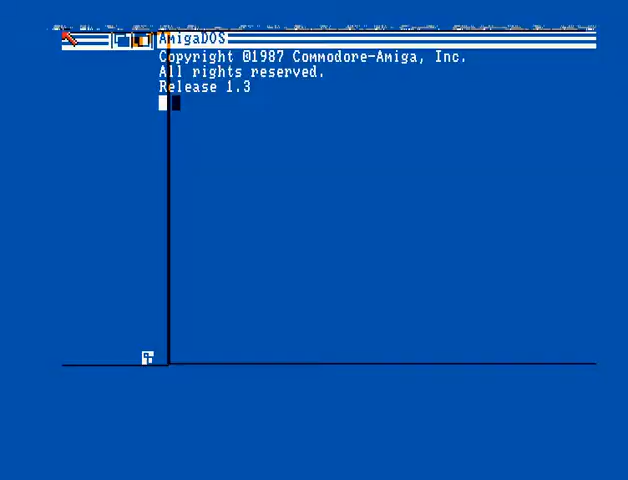 AmigaDOS
Copyright ©1987 Commodore-Amiga, Inc.
All rights reserved.
Release 1.3